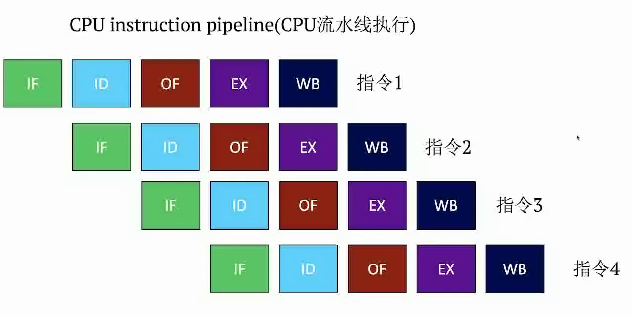 CPU instruction pipeline(CPU流水线执行)
IF ID OF EX WB 指令1
IF ID OF EX WB 指令2
IF ID OF EX WB 指令3
IF ID OF EX WB 指令4